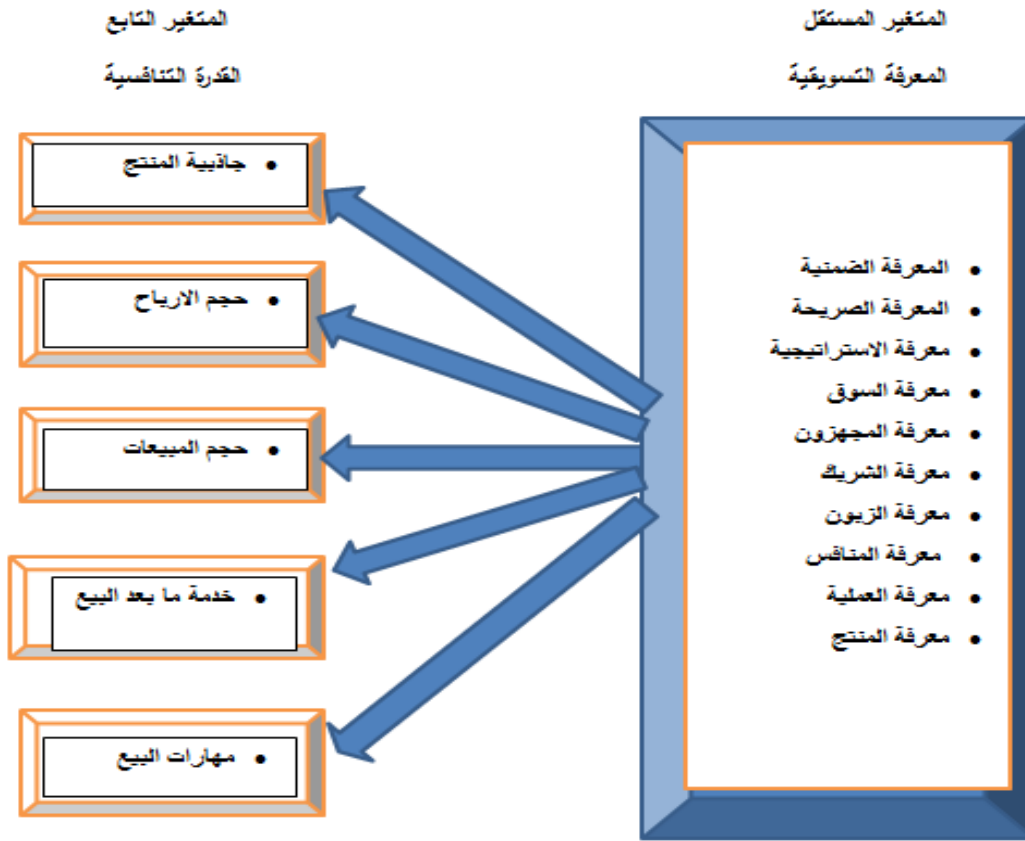 المتغير المستقل
المعرفة التسويقية
• المعرفة الضمنية
• المعرفة الصريحة
• معرفة الاستراتيجية
• معرفة السوق
• معرفة المجهزون
• معرفة الشريك
• معرفة الزبون
• معرفة المنافس
• معرفة العملية
• معرفة المنتج
المتغير التابع
القدرة التنافسية
• جاذبية المنتج
• حجم الارباح
• حجم المبيعات
• خدمة ما بعد البيع
• مهارات البيع